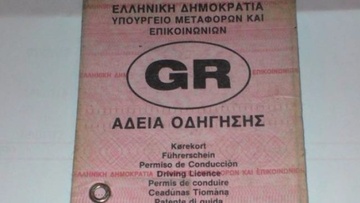 ΕΛΛΗΝΙΚΗ ΔΗΜΟΚΡΑΤΙΑ
ΥΠΟΥΡΓΕΙΟ ΜΕΤΑΦΟΡΩΝ ΚΑΙ
ΕΠΙΚΟΙΝΩΝΙΩΝ
GR
ΑΔΕΙΑ ΟΔΗΓΗΣΗΣ
Kørekort
Führerschein
Permiso de Conducciòn
Driving Licence
Permis de conduire
Ceadúnas Tiomána
Patente di guida